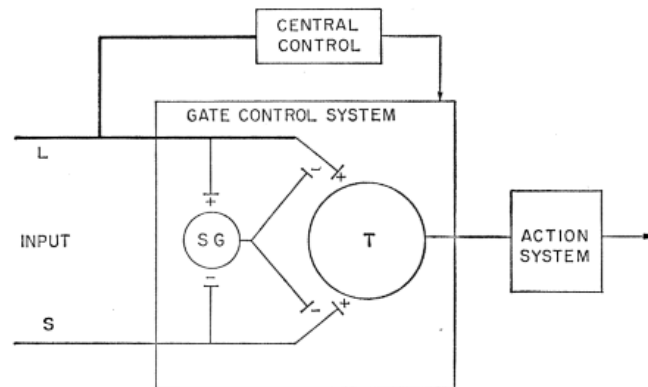 CENTRAL
CONTROL
GATE CONTROL SYSTEM
L
+
+
INPUT
SG
T
ACTION
SYSTEM
-
-
-
+
S